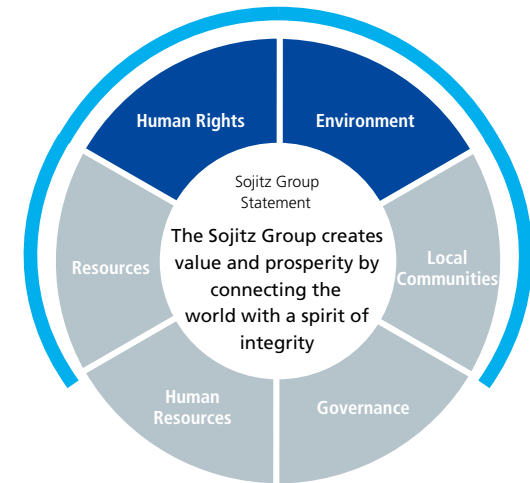 Human Rights
Environment
Sojitz Group
Statement
The Sojitz Group creates
value and prosperity by
connecting the
world with a spirit of
integrity
Resources
Local
Communities
Human
Resources
Governance